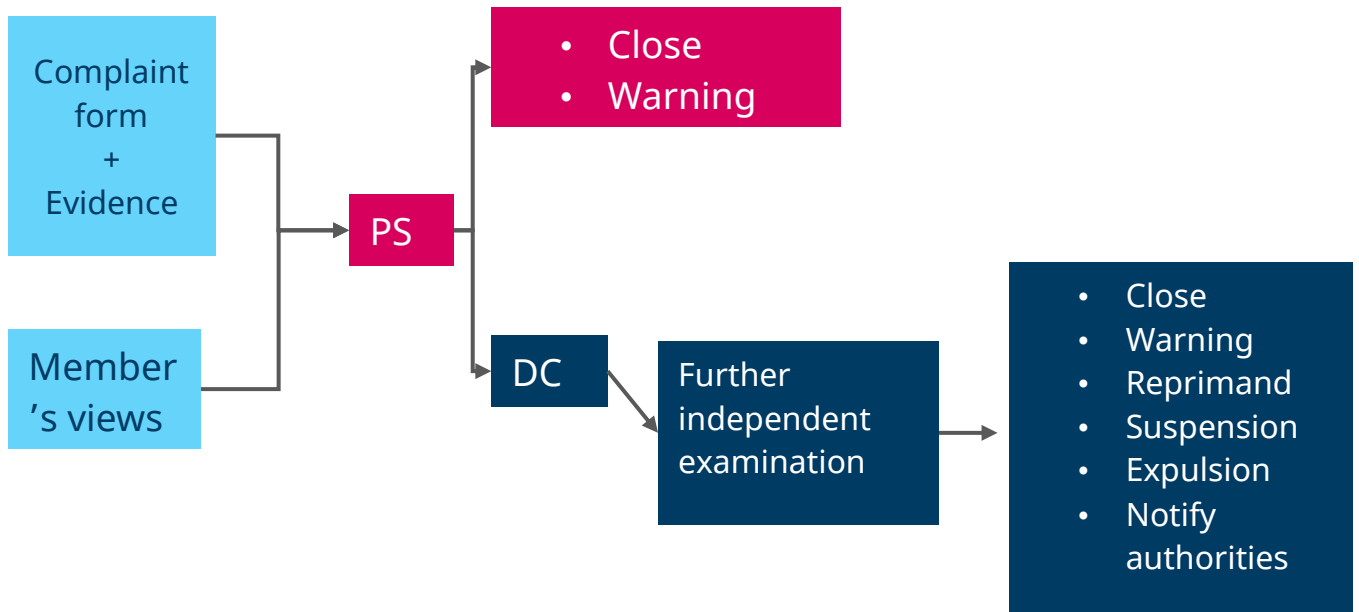 Complaint
form
+
Evidence
Member
’s views
PS
• Close
• Warning
DC
Further
independent
examination
• Close
• Warning
• Reprimand
• Suspension
• Expulsion
• Notify
authorities